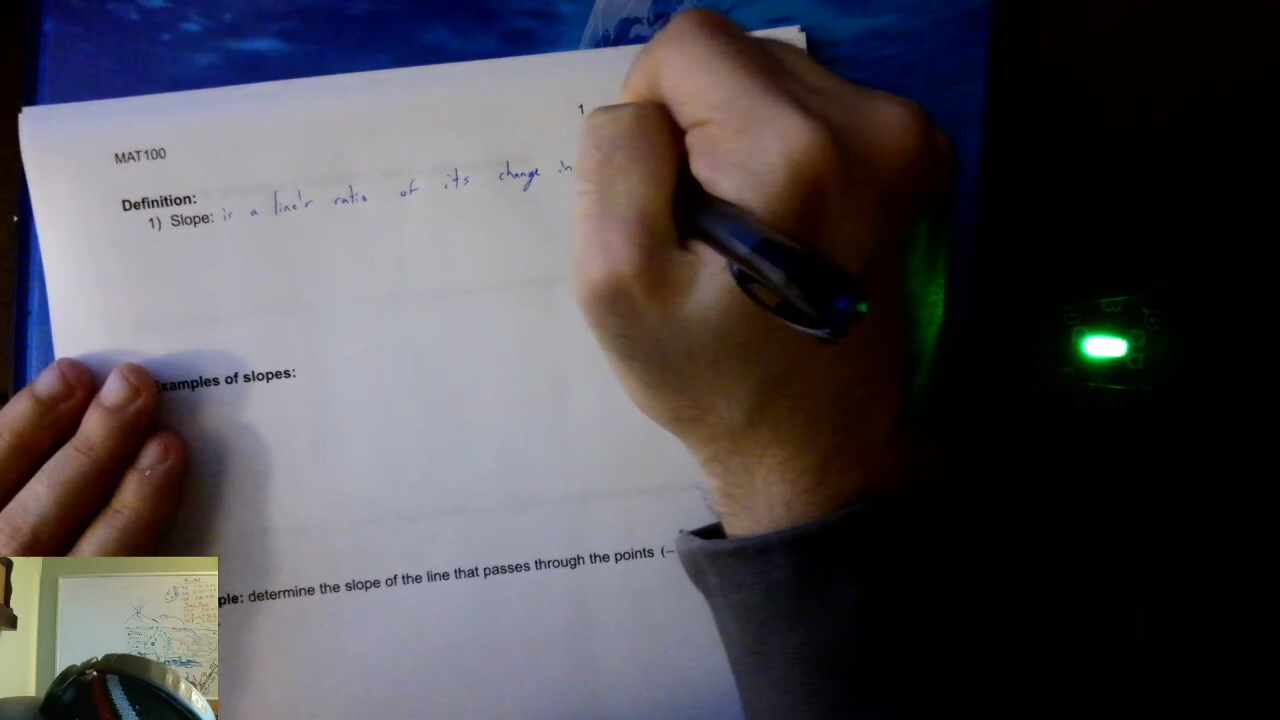 1
MAT100
Definition:
1) Slope: is a line's ratio of its change in
Examples of slopes:
ple: determine the slope of the line that passes through the points (–